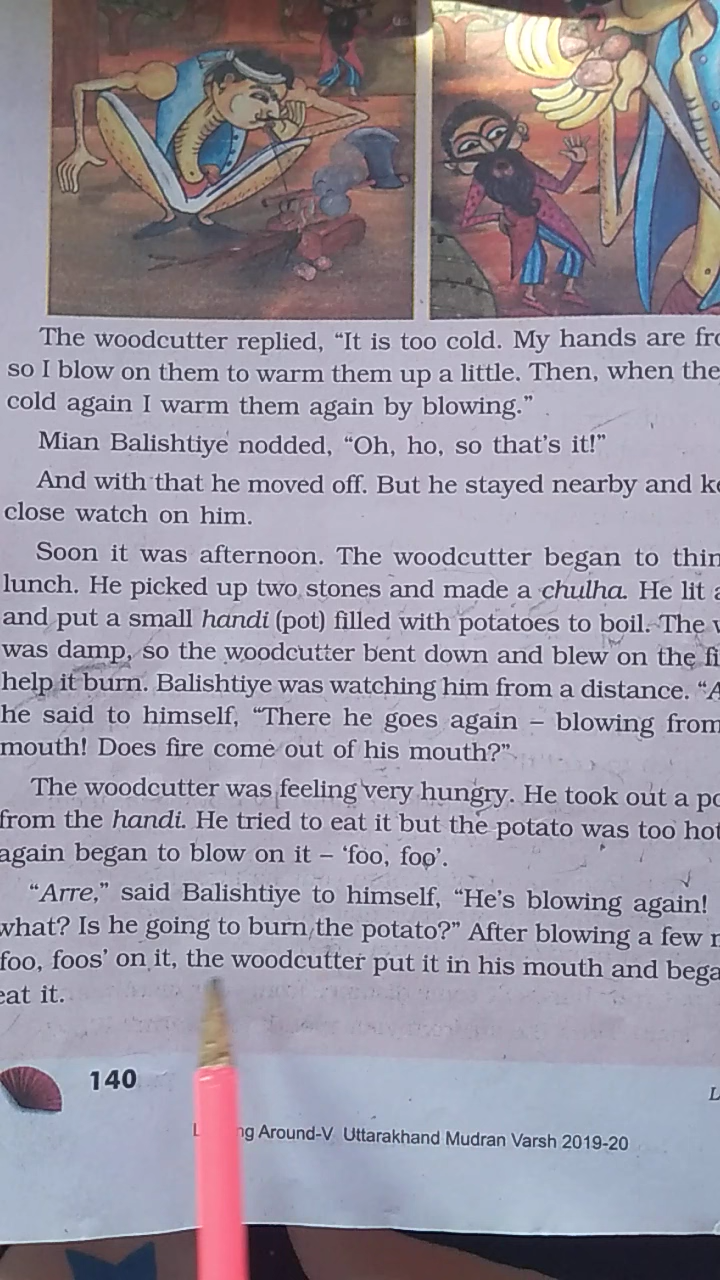 The woodcutter replied, “It is too cold. My hands are
so I blow on them to warm them up a little. Then, when
cold again I warm them again by blowing.”
Mian Balishtiye nodded, “Oh, ho, so that’s it!”
And with that he moved off. But he stayed nearby and
close watch on him.
Soon it was afternoon. The woodcutter began to
lunch. He picked up two stones and made a chulha. He lit
and put a small handi (pot) filled with potatoes to boil. The
was damp, so the woodcutter bent down and blew on the
help it burn. Balishtiye was watching him from a distance.
he said to himself, “There he goes again – blowing from
mouth! Does fire come out of his mouth?”
The woodcutter was feeling very hungry. He took out a
from the handi. He tried to eat it but the potato was too hot
again began to blow on it – ‘foo, foo’.
“Arre,” said Balishtiye to himself, “He’s blowing again!
what? Is he going to burn the potato?” After blowing a few
foo, foos’ on it, the woodcutter put it in his mouth and
eat it.
140
Around-V Uttarakhand Mudran Varsh 2019-20